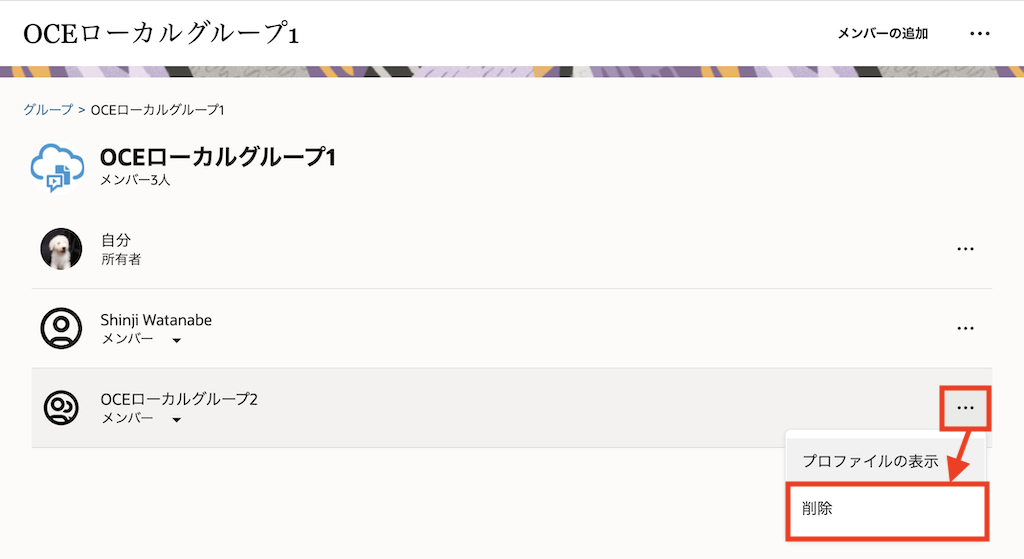 OCEローカルグループ1
メンバーの追加
グループ > OCEローカルグループ1
OCEローカルグループ1
メンバー3人
自分
所有者
Shinji Watanabe
メンバー
OCEローカルグループ2
メンバー
プロファイルの表示
削除